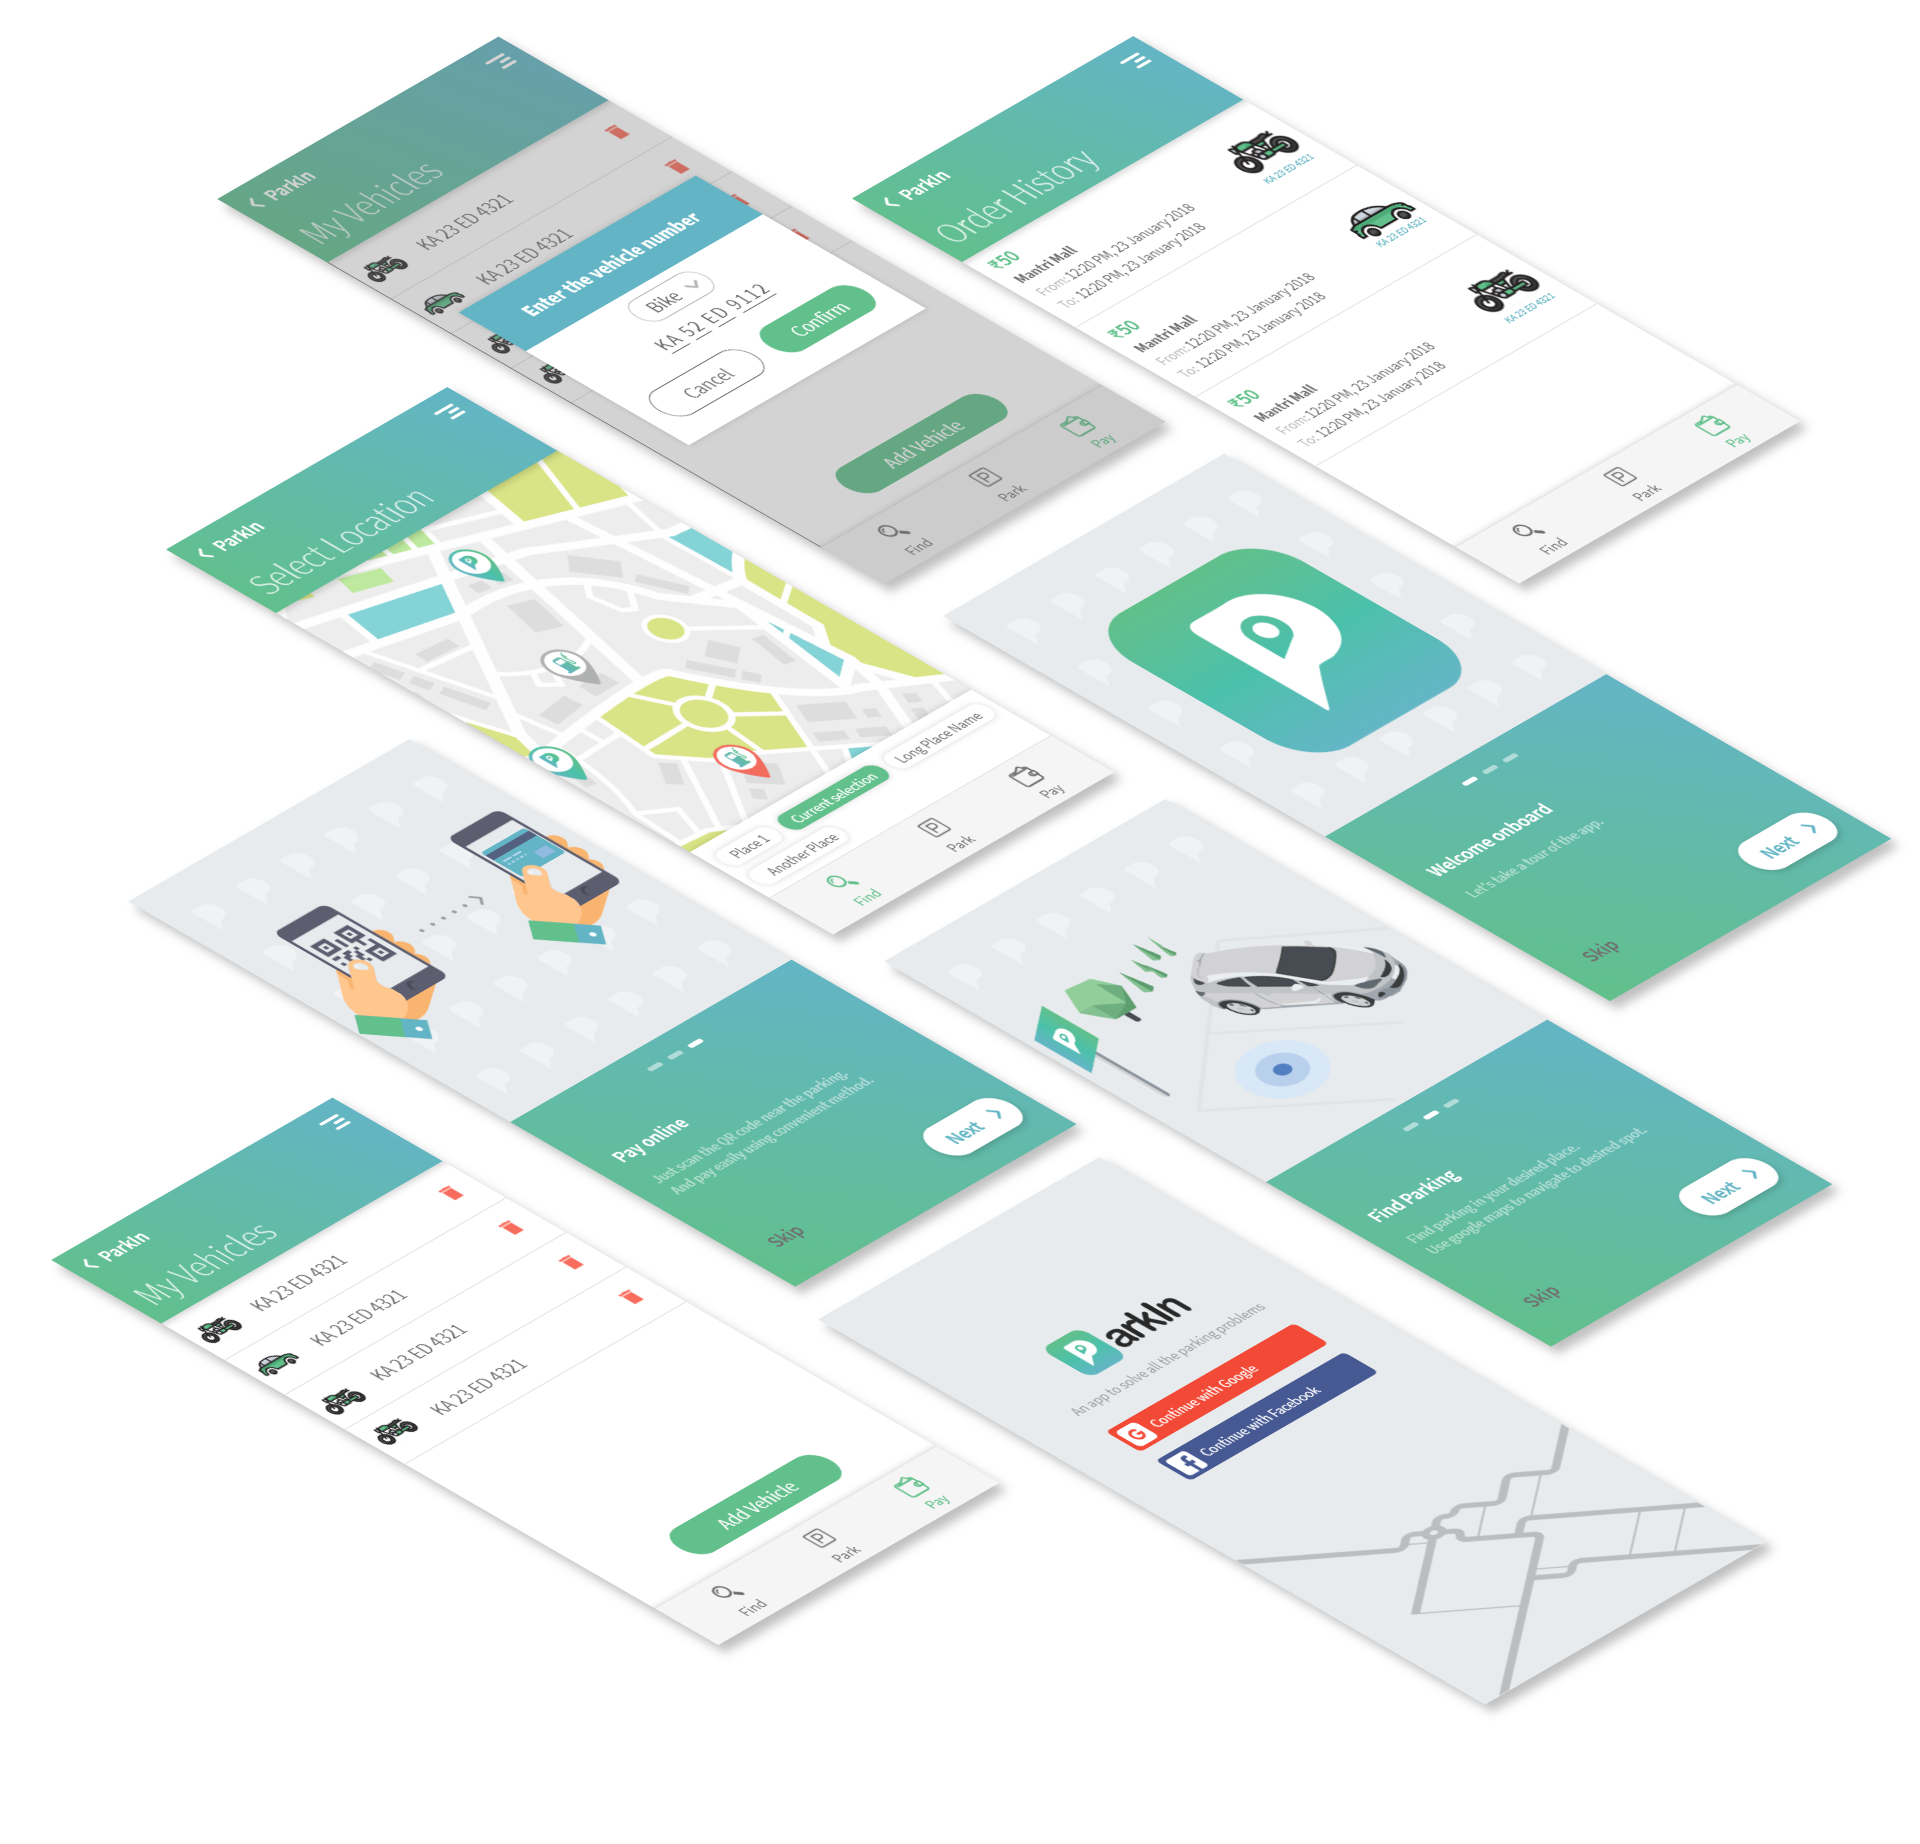 ParkIn
My Vehicles
KA 23 ED 4321
KA 23 ED 4321
Enter the vehicle number
Bike
KA 52 ED 9112
Cancel
Confirm
Add Vehicle
Find
Park
Pay
ParkIn
Order History
₹50
Mantri Mall
From: 12:20 PM, 23 January 2018
To: 12:20 PM, 23 January 2018
KA 23 ED 4321
₹50
Mantri Mall
From: 12:20 PM, 23 January 2018
To: 12:20 PM, 23 January 2018
KA 23 ED 4321
₹50
Mantri Mall
From: 12:20 PM, 23 January 2018
To: 12:20 PM, 23 January 2018
KA 23 ED 4321
Find
Park
Pay
ParkIn
Select Location
Place 1
Current selection
Long Place Name
Another Place
Find
Park
Pay
Welcome onboard
Let's take a tour of the app.
Skip
Next
Pay online
Just scan the QR code near the parking.
And pay easily using convenient method.
Skip
Next
Find Parking
Find parking in your desired place.
Use google maps to navigate to desired spot.
Skip
Next
ParkIn
My Vehicles
KA 23 ED 4321
KA 23 ED 4321
KA 23 ED 4321
KA 23 ED 4321
Add Vehicle
Find
Park
Pay
ParkIn
An app to solve all the parking problems
G Continue with Google
f Continue with Facebook